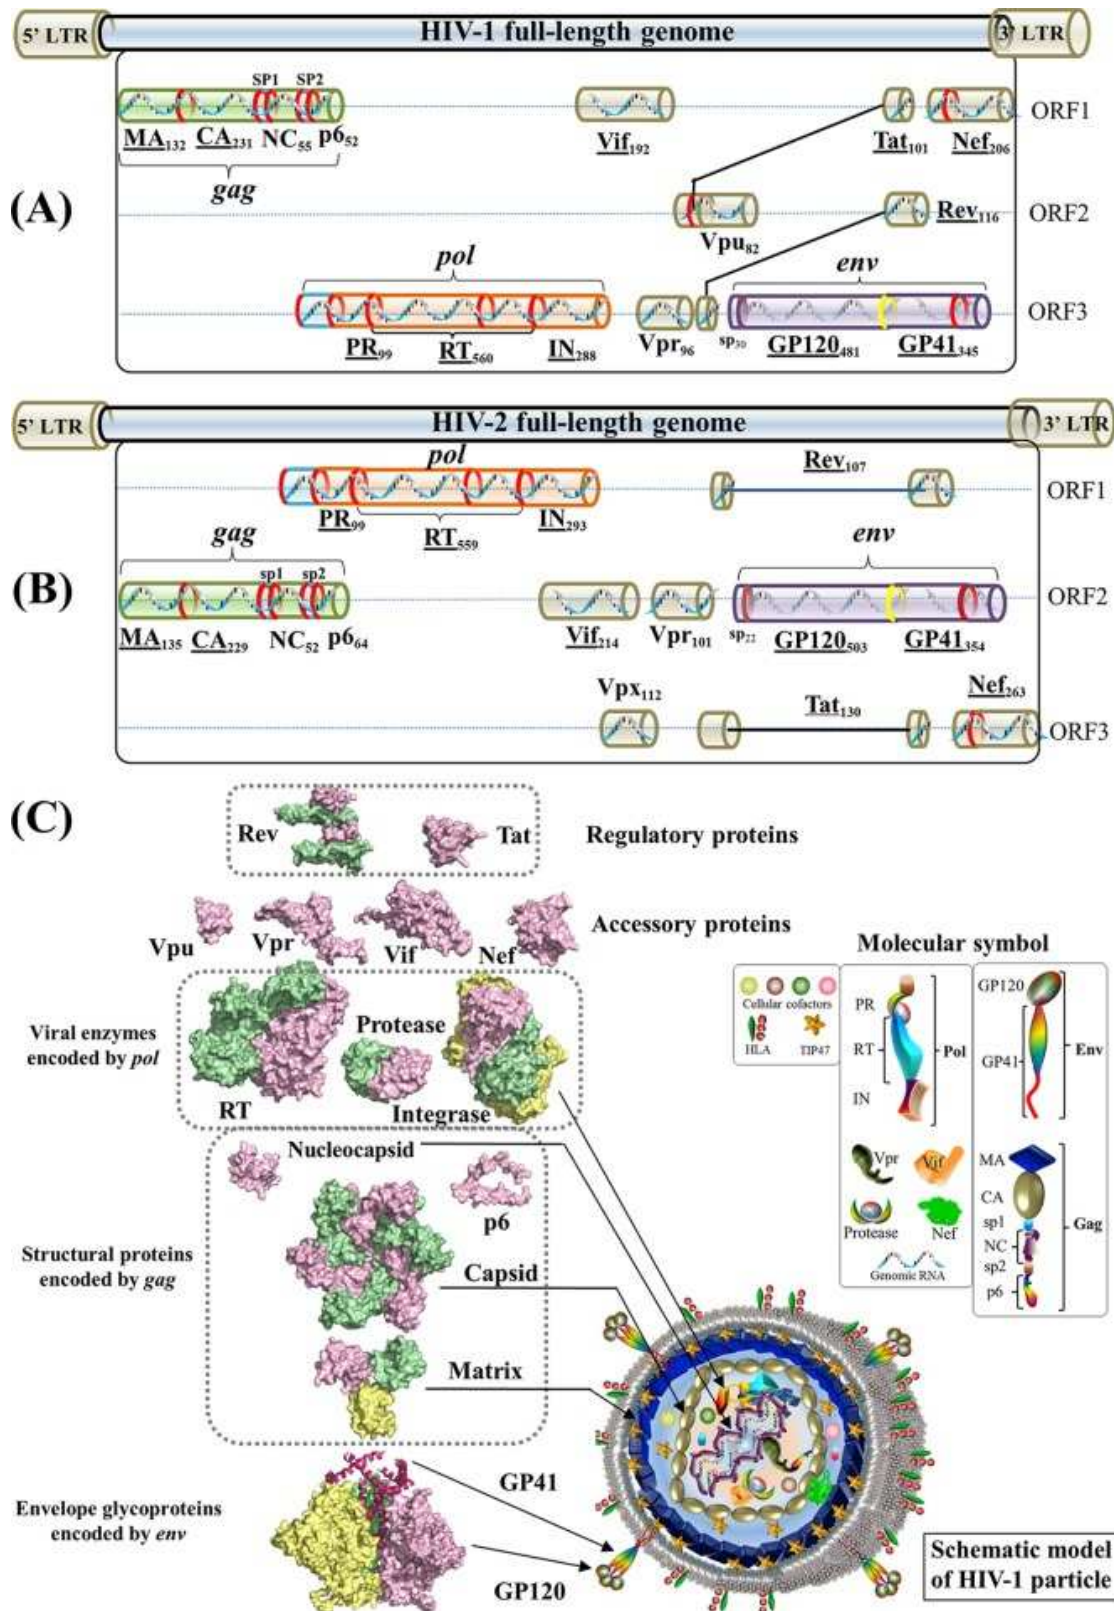 5' LTR HIV-1 full-length genome 3' LTR
SP1 SP2
ORF1
MA132 CA231 NC55 p652 Vif192 Tat101 Nef206
gag
(A)
Rev116 ORF2
Vpu82
pol env
ORF3
PR99 RT560 IN288 Vpr96 sp30 GP120481 GP41345
5' LTR HIV-2 full-length genome 3' LTR
pol Rev107
ORF1
PR99 RT559 IN293
gag env
(B) sp1 sp2
ORF2
MA135 CA229 NC52 p664 Vif214 Vpr101 sp22 GP120503 GP41354
Vpx112 Tat130 Nef263
ORF3
(C)
Rev Tat Regulatory proteins
Vpu Vpr Vif Nef Accessory proteins
Viral enzymes
encoded by pol
RT Protease Integrase
Structural proteins
encoded by gag
Nucleocapsid
p6
Capsid
Matrix
Envelope glycoproteins
encoded by env
GP41
GP120
Molecular symbol
Cellular cofactors
HLA TIP47
PR
RT
IN
Pol
GP120
GP41
Env
Vpr Vif
Protease Nef
Genomic RNA
MA
CA
sp1
NC
sp2
p6
Gag
Schematic model
of HIV-1 particle